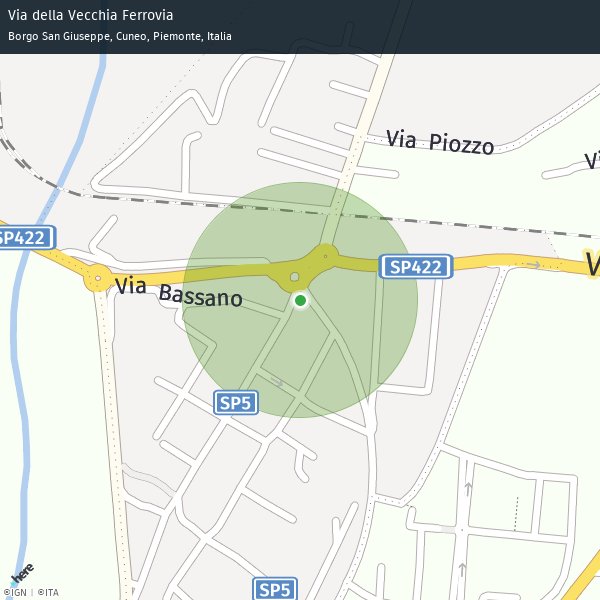 Via della Vecchia Ferrovia
Borgo San Giuseppe, Cuneo, Piemonte, Italia
Via Piozzo
SP422
SP422
Via Bassano
SP5
SP5
here
©IGN | ©ITA